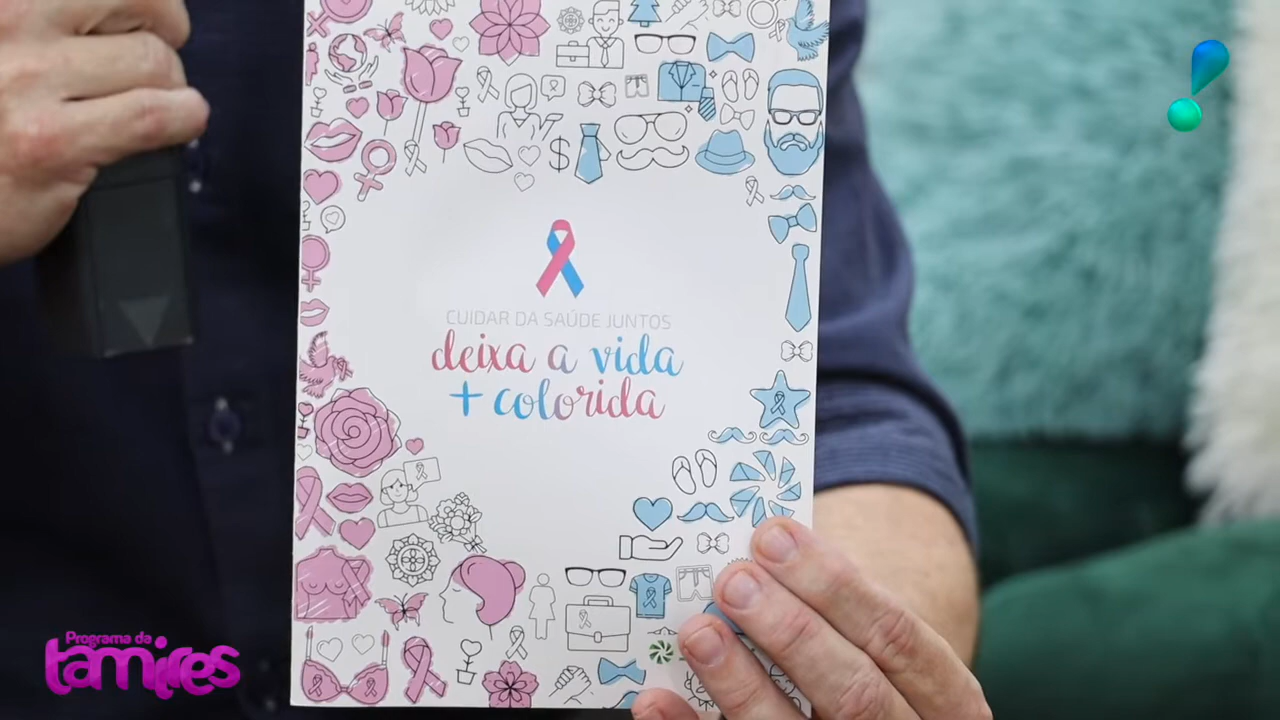 CUIDAR DA SAÚDE JUNTOS
deixa a vida
+ colorida
Programa da
tamires